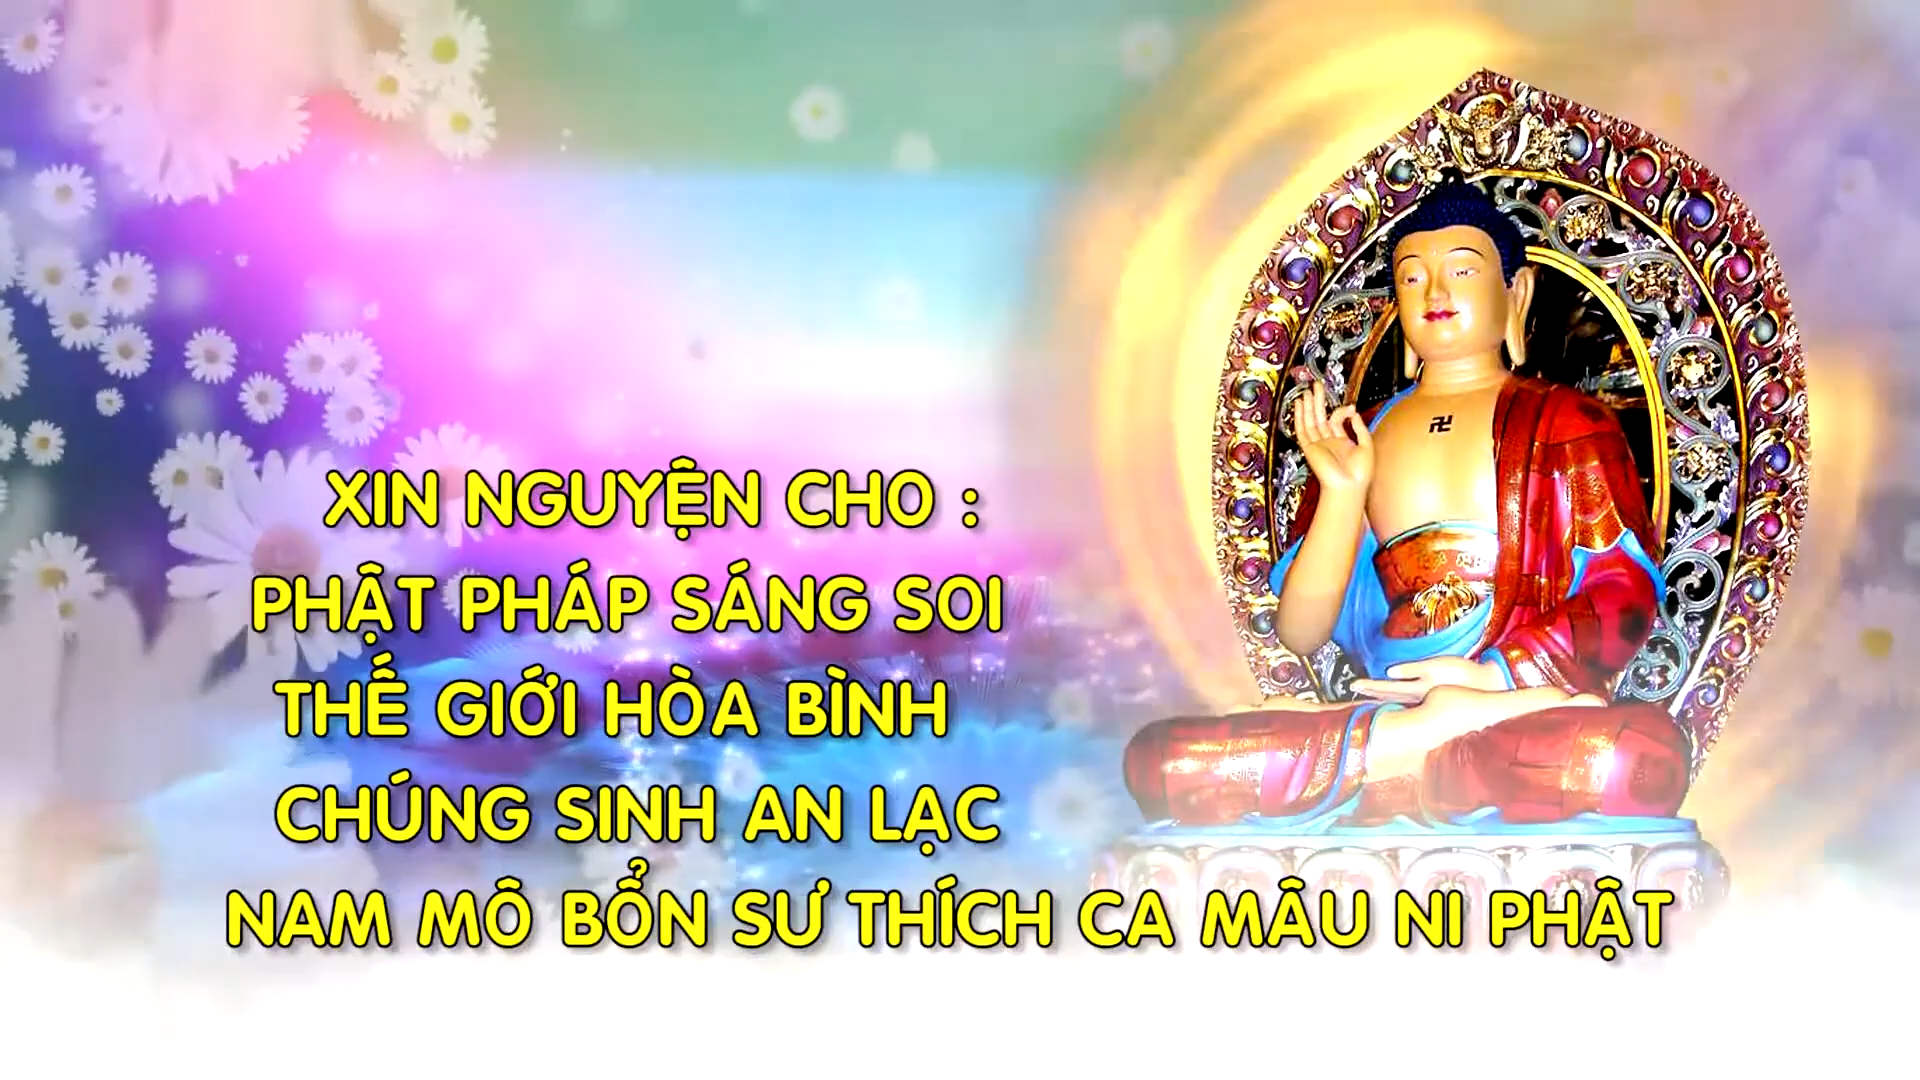 XIN NGUYỆN CHO :
PHẬT PHÁP SÁNG SOI
THẾ GIỚI HÒA BÌNH
CHÚNG SINH AN LẠC
NAM MÔ BỔN SƯ THÍCH CA MÂU NI PHẬT